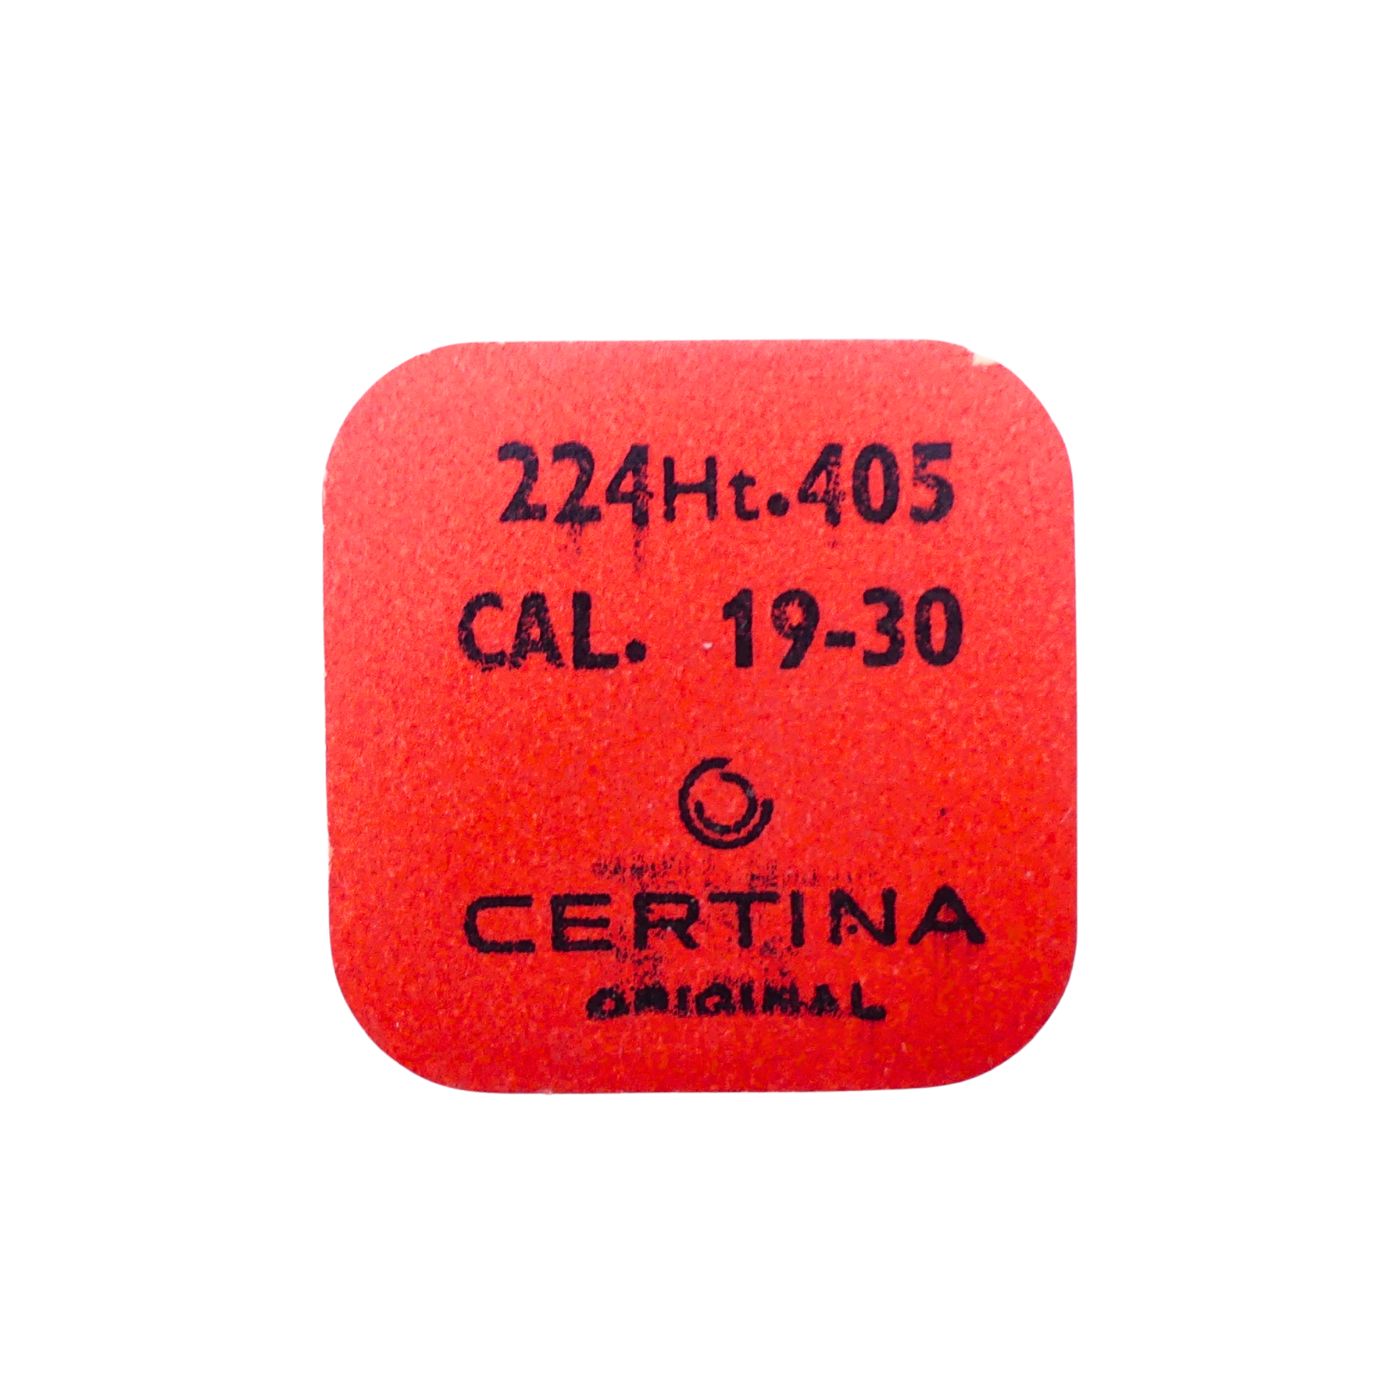 224Ht.405
CAL. 19-30
CERTINA
ORIGINAL